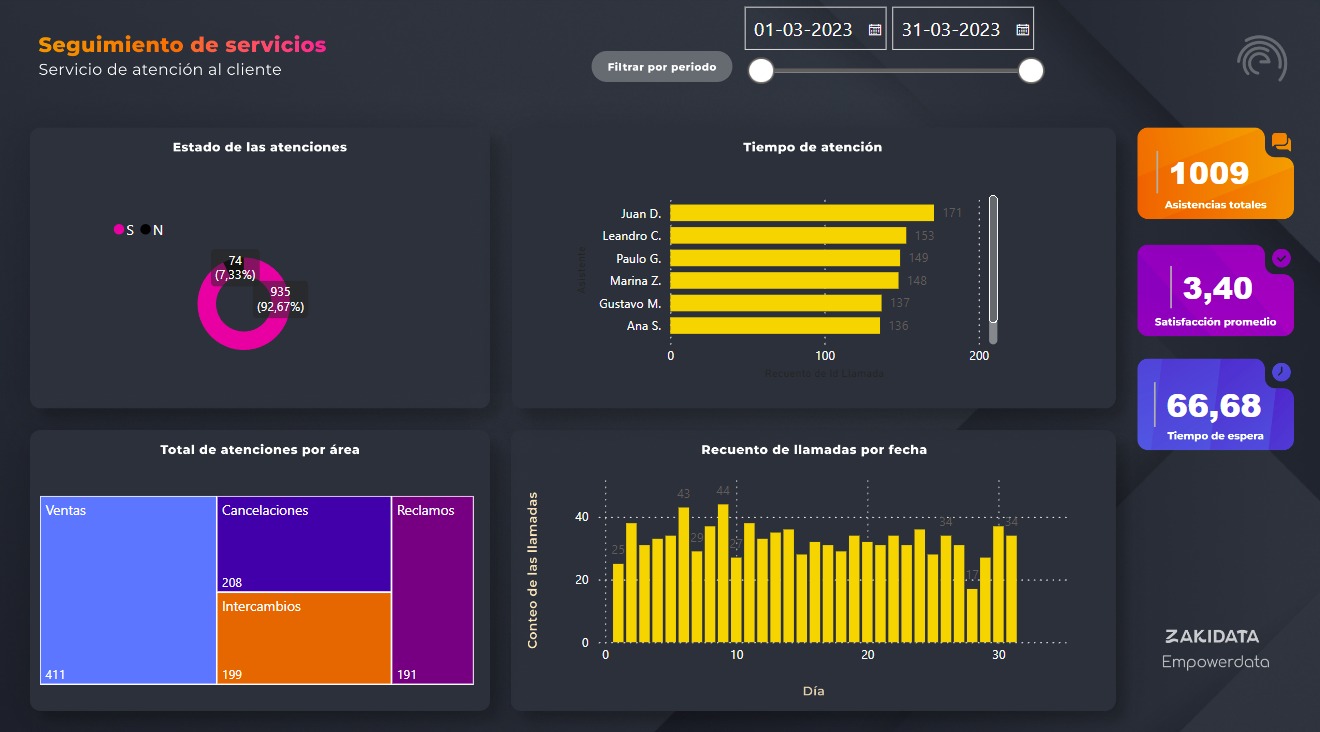 Seguimiento de servicios
Servicio de atención al cliente
Filtrar por periodo
01-03-2023
31-03-2023
Estado de las atenciones
S N
74
(7,33%)
935
(92,67%)
Tiempo de atención
Asistente
Juan D. 171
Leandro C. 153
Paulo G. 149
Marina Z. 148
Gustavo M. 137
Ana S. 136
0 100 200
Recuento de Id Llamada
1009
Asistencias totales
3,40
Satisfacción promedio
66,68
Tiempo de espera
Total de atenciones por área
Ventas
411
Cancelaciones
208
Intercambios
199
Reclamos
191
Recuento de llamadas por fecha
Conteo de las llamadas
40
20
0
25
43
29
44
27
34
17
34
0 10 20 30
Día
ZAKIDATA
Empowerdata